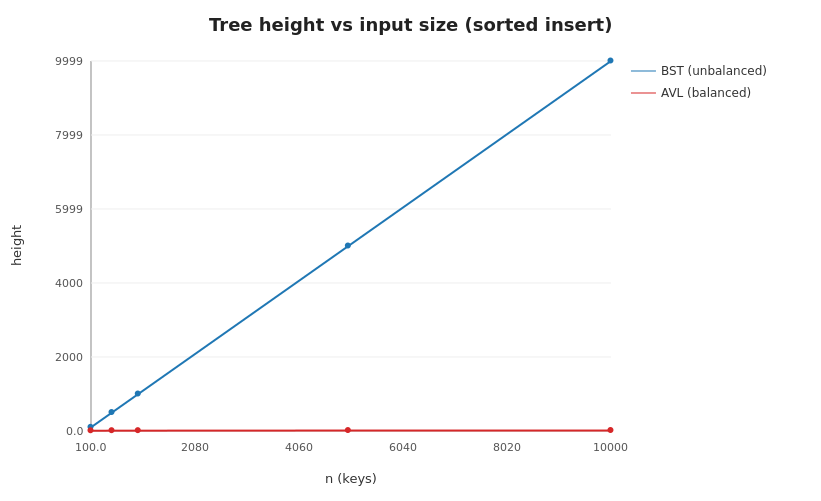 Tree height vs input size (sorted insert)
9999
7999
5999
4000
2000
0.0
height
100.0 2080 4060 6040 8020 10000
n (keys)
BST (unbalanced)
AVL (balanced)